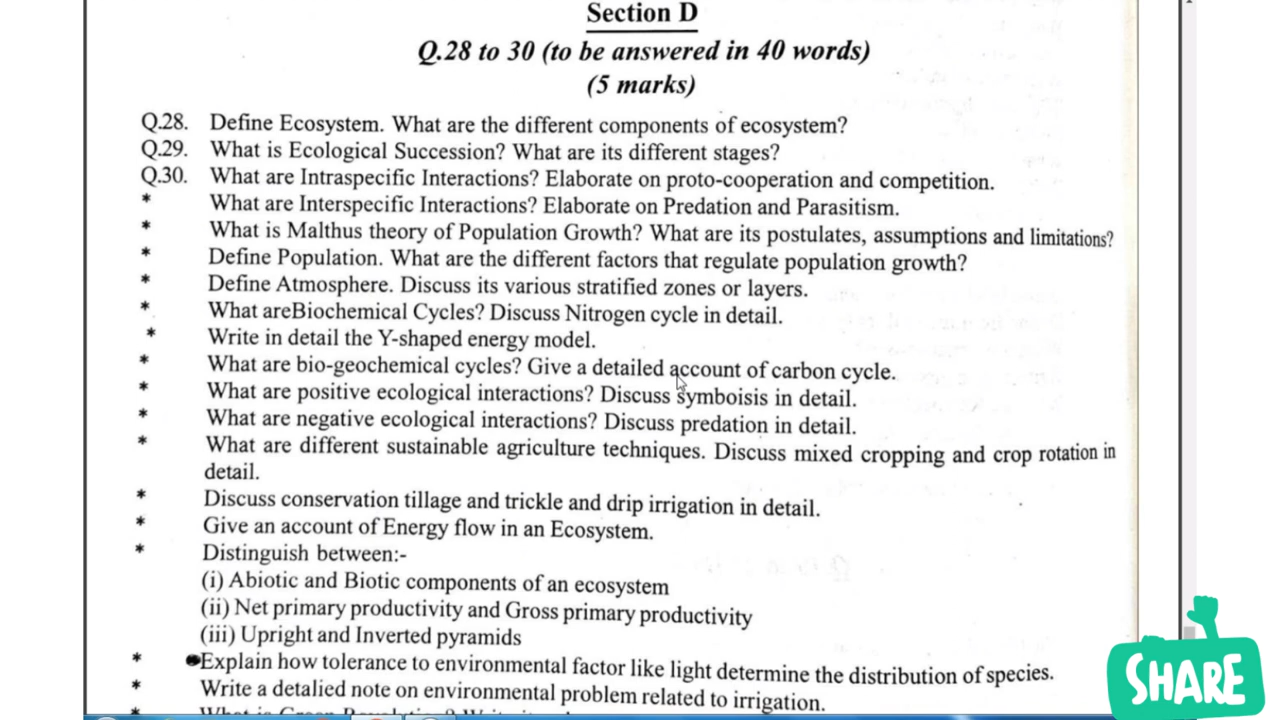 Section D
Q.28 to 30 (to be answered in 40 words)
(5 marks)
Q.28. Define Ecosystem. What are the different components of ecosystem?
Q.29. What is Ecological Succession? What are its different stages?
Q.30. What are Intraspecific Interactions? Elaborate on proto-cooperation and competition.
* What are Interspecific Interactions? Elaborate on Predation and Parasitism.
* What is Malthus theory of Population Growth? What are its postulates, assumptions and limitations?
* Define Population. What are the different factors that regulate population growth?
* Define Atmosphere. Discuss its various stratified zones or layers.
* What areBiochemical Cycles? Discuss Nitrogen cycle in detail.
* Write in detail the Y-shaped energy model.
* What are bio-geochemical cycles? Give a detailed account of carbon cycle.
* What are positive ecological interactions? Discuss symboisis in detail.
* What are negative ecological interactions? Discuss predation in detail.
* What are different sustainable agriculture techniques. Discuss mixed cropping and crop rotation in
detail.
* Discuss conservation tillage and trickle and drip irrigation in detail.
* Give an account of Energy flow in an Ecosystem.
* Distinguish between:-
(i) Abiotic and Biotic components of an ecosystem
(ii) Net primary productivity and Gross primary productivity
(iii) Upright and Inverted pyramids
* Explain how tolerance to environmental factor like light determine the distribution of species.
* Write a detalied note on environmental problem related to irrigation.
SHARE